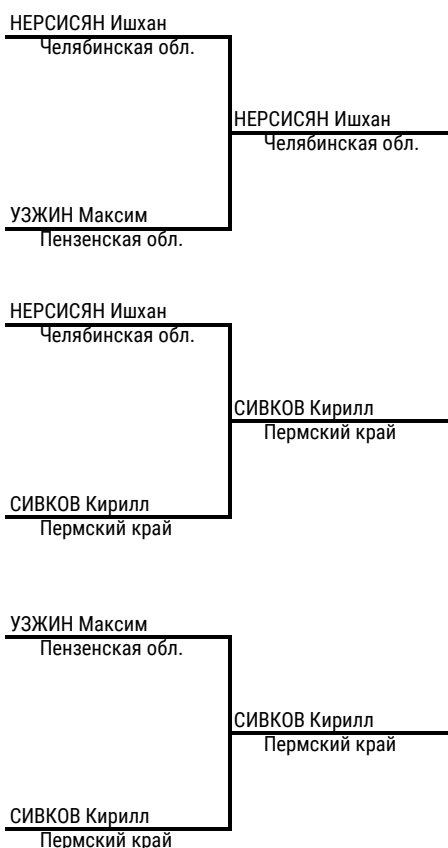 НЕРСИСЯН Ишхан
Челябинская обл.
НЕРСИСЯН Ишхан
Челябинская обл.
УЗЖИН Максим
Пензенская обл.
НЕРСИСЯН Ишхан
Челябинская обл.
СИВКОВ Кирилл
Пермский край
СИВКОВ Кирилл
Пермский край
УЗЖИН Максим
Пензенская обл.
СИВКОВ Кирилл
Пермский край
СИВКОВ Кирилл
Пермский край